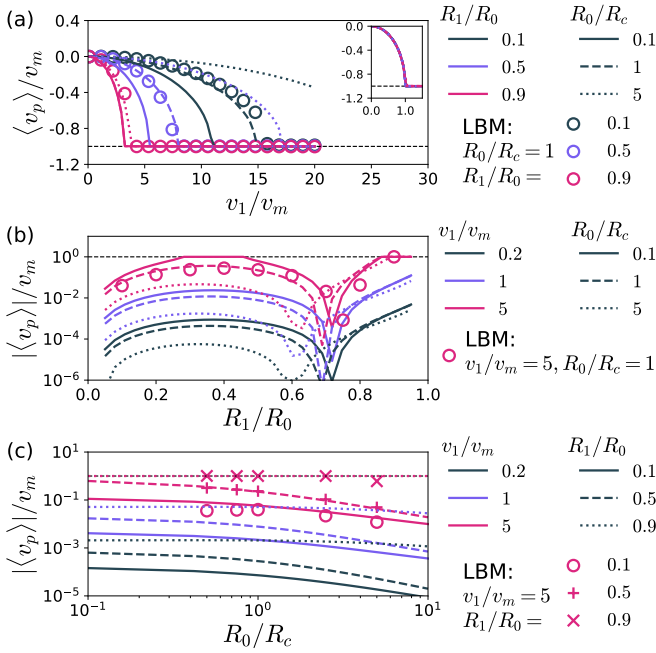 (a)
0.4
0.0
-0.4
-0.8
-1.2
⟨v_p⟩/v_m
0 5 10 15 20 25 30
v_1/v_m
0.0
-0.4
-0.8
-1.2
0.0 1.0
R_1/R_0 R_0/R_c
0.1 0.1
0.5 1
0.9 5
LBM: 0.1
R_0/R_c = 1 0.5
R_1/R_0 = 0.9
(b)
10^0
10^-2
10^-4
10^-6
|⟨v_p⟩|/v_m
0.0 0.2 0.4 0.6 0.8 1.0
R_1/R_0
v_1/v_m R_0/R_c
0.2 0.1
1 1
5 5
LBM:
v_1/v_m = 5, R_0/R_c = 1
(c)
10^1
10^-1
10^-3
10^-5
|⟨v_p⟩|/v_m
10^-1 10^0 10^1
R_0/R_c
v_1/v_m R_1/R_0
0.2 0.1
1 0.5
5 0.9
LBM: 0.1
v_1/v_m = 5 0.5
R_1/R_0 = 0.9